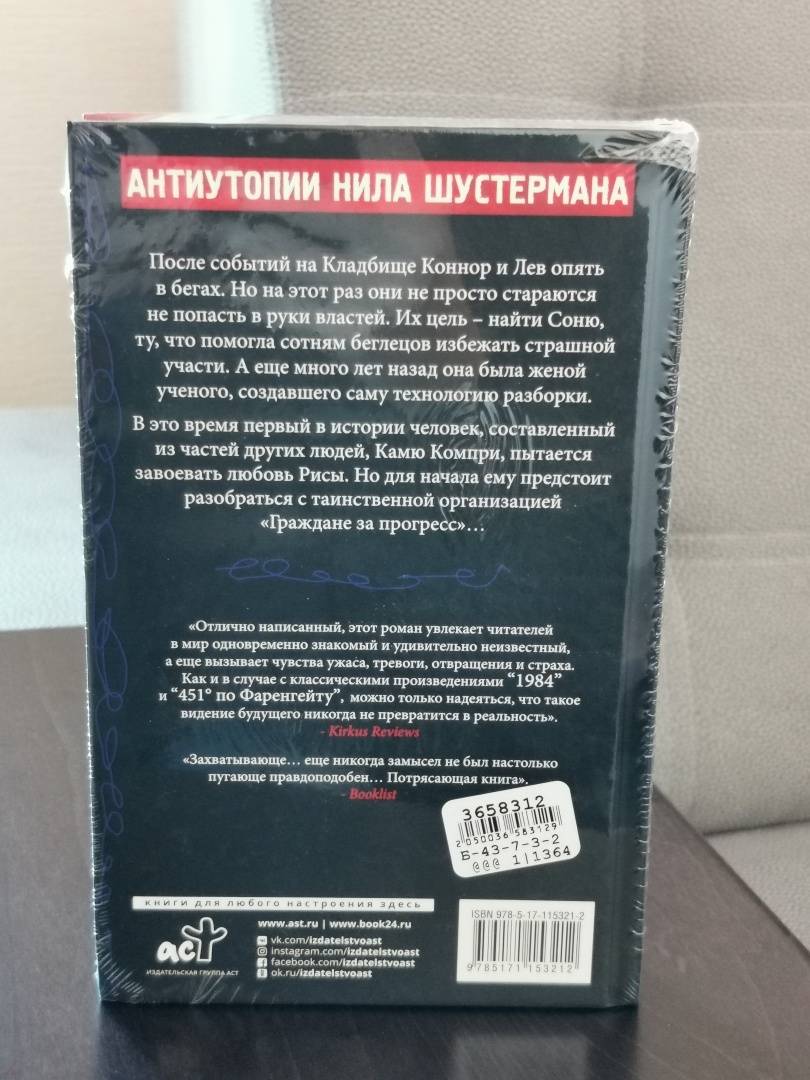 АНТИУТОПИИ НИЛА ШУСТЕРМАНА
После событий на Кладбище Коннор и Лев опять
в бегах. Но на этот раз они не просто стараются
не попасть в руки властей. Их цель – найти Соню,
ту, что помогла сотням беглецов избежать страшной
участи. А еще много лет назад она была женой
ученого, создавшего саму технологию разборки.
В это время первый в истории человек, составленный
из частей других людей, Камю Компри, пытается
завоевать любовь Рисы. Но для начала ему предстоит
разобраться с таинственной организацией
«Граждане за прогресс»…
«Отлично написанный, этот роман увлекает читателей
в мир одновременно знакомый и удивительно неизвестный,
а еще вызывает чувства ужаса, тревоги, отвращения и страха.
Как и в случае с классическими произведениями “1984”
и “451° по Фаренгейту”, можно только надеяться, что такое
видение будущего никогда не превратится в реальность».
- Kirkus Reviews
«Захватывающе… еще никогда замысел не был настолько
пугающе правдоподобен… Потрясающая книга».
- Booklist
3658312
2050036583129
Б-43-7-3-2
@@@ 1|1364
книги для любого настроения здесь
аст
ИЗДАТЕЛЬСКАЯ ГРУППА АСТ
www.ast.ru | www.book24.ru
vk.com/izdatelstvoast
instagram.com/izdatelstvoast
facebook.com/izdatelstvoast
ok.ru/izdatelstvoast
ISBN 978-5-17-115321-2
9785171153212